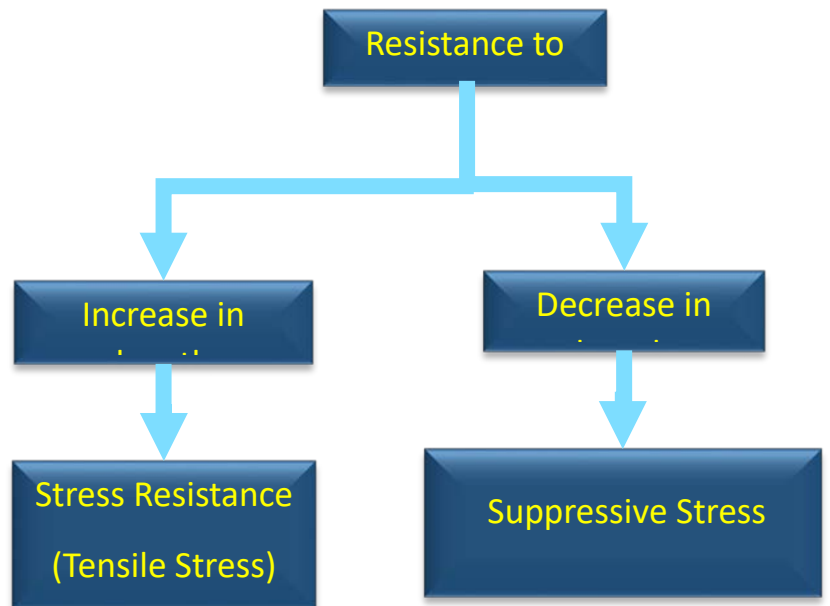 Resistance to
Increase in
Decrease in
Stress Resistance
(Tensile Stress)
Suppressive Stress